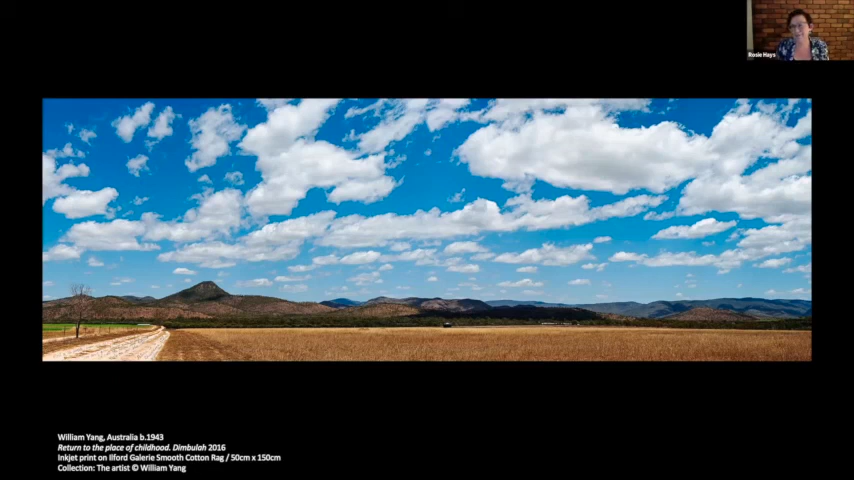 Rosie Hays
William Yang, Australia b.1943
Return to the place of childhood. Dimbulah 2016
Inkjet print on Ilford Galerie Smooth Cotton Rag / 50cm x 150cm
Collection: The artist © William Yang